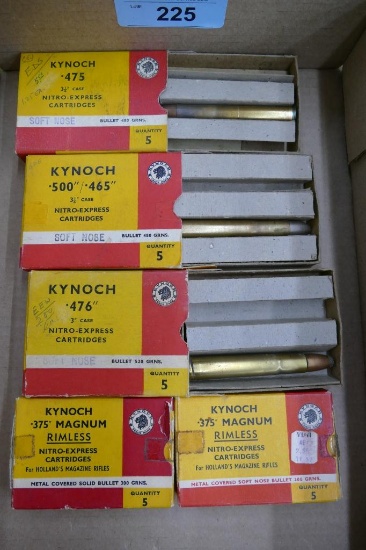 225
KYNOCH
·475
3½" CASE
NITRO-EXPRESS
CARTRIDGES
SOFT NOSE
BULLET 480 GRNS.
QUANTITY
5
KYNOCH
·500"/·465"
3¼" CASE
NITRO-EXPRESS
CARTRIDGES
SOFT NOSE
BULLET 480 GRNS.
QUANTITY
5
KYNOCH
·476"
3" CASE
NITRO-EXPRESS
CARTRIDGES
SOFT NOSE
BULLET 520 GRNS.
QUANTITY
5
KYNOCH
·375" MAGNUM
RIMLESS
NITRO-EXPRESS
CARTRIDGES
For HOLLAND'S MAGAZINE RIFLES
METAL COVERED SOLID BULLET 300 GRNS.
QUANTITY
5
KYNOCH
·375" MAGNUM
RIMLESS
NITRO-EXPRESS
CARTRIDGES
For HOLLAND'S MAGAZINE RIFLES
METAL COVERED SOFT NOSE BULLET 300 GRNS.
QUANTITY
5